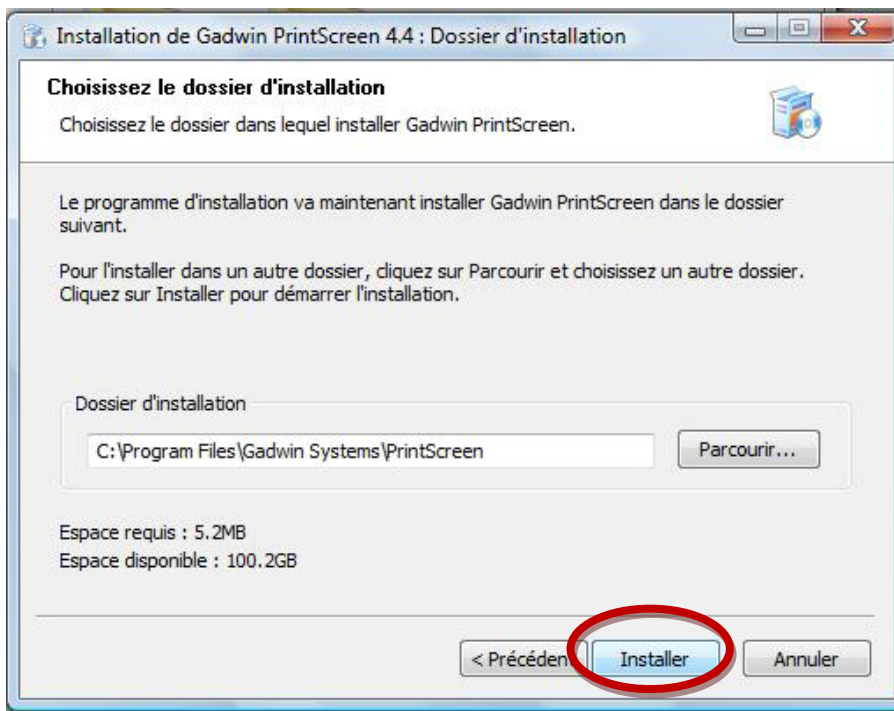 Installation de Gadwin PrintScreen 4.4 : Dossier d'installation
Choisissez le dossier d'installation
Choisissez le dossier dans lequel installer Gadwin PrintScreen.
Le programme d'installation va maintenant installer Gadwin PrintScreen dans le dossier
suivant.
Pour l'installer dans un autre dossier, cliquez sur Parcourir et choisissez un autre dossier.
Cliquez sur Installer pour démarrer l'installation.
Dossier d'installation
C:\Program Files\Gadwin Systems\PrintScreen
Parcourir...
Espace requis : 5.2MB
Espace disponible : 100.2GB
< Précéden
Installer
Annuler